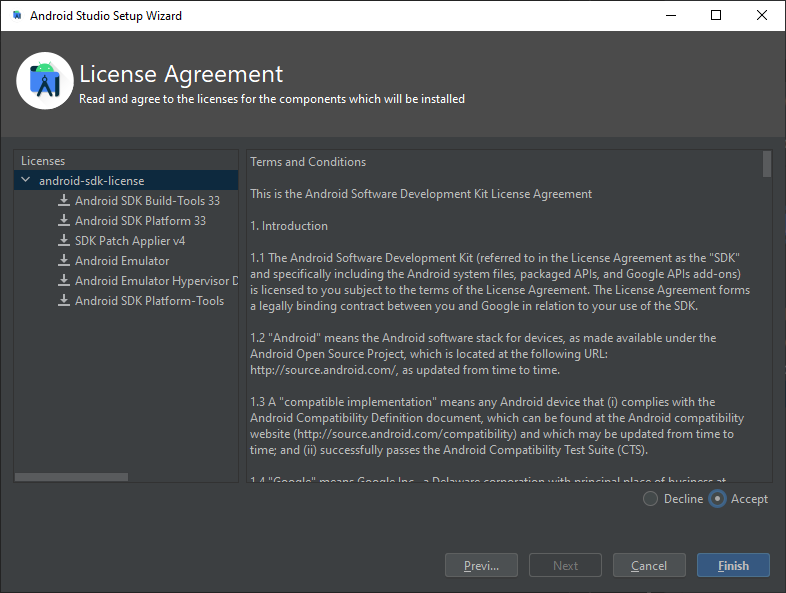 Android Studio Setup Wizard
License Agreement
Read and agree to the licenses for the components which will be installed
Licenses
android-sdk-license
Android SDK Build-Tools 33
Android SDK Platform 33
SDK Patch Applier v4
Android Emulator
Android Emulator Hypervisor D
Android SDK Platform-Tools
Terms and Conditions
This is the Android Software Development Kit License Agreement
1. Introduction
1.1 The Android Software Development Kit (referred to in the License Agreement as the "SDK"
and specifically including the Android system files, packaged APIs, and Google APIs add-ons)
is licensed to you subject to the terms of the License Agreement. The License Agreement forms
a legally binding contract between you and Google in relation to your use of the SDK.
1.2 "Android" means the Android software stack for devices, as made available under the
Android Open Source Project, which is located at the following URL:
http://source.android.com/, as updated from time to time.
1.3 A "compatible implementation" means any Android device that (i) complies with the
Android Compatibility Definition document, which can be found at the Android compatibility
website (http://source.android.com/compatibility) and which may be updated from time to
time; and (ii) successfully passes the Android Compatibility Test Suite (CTS).
1.4 "Google" means Google Inc., a Delaware corporation with principal place of business at
Decline
Accept
Previ...
Next
Cancel
Finish